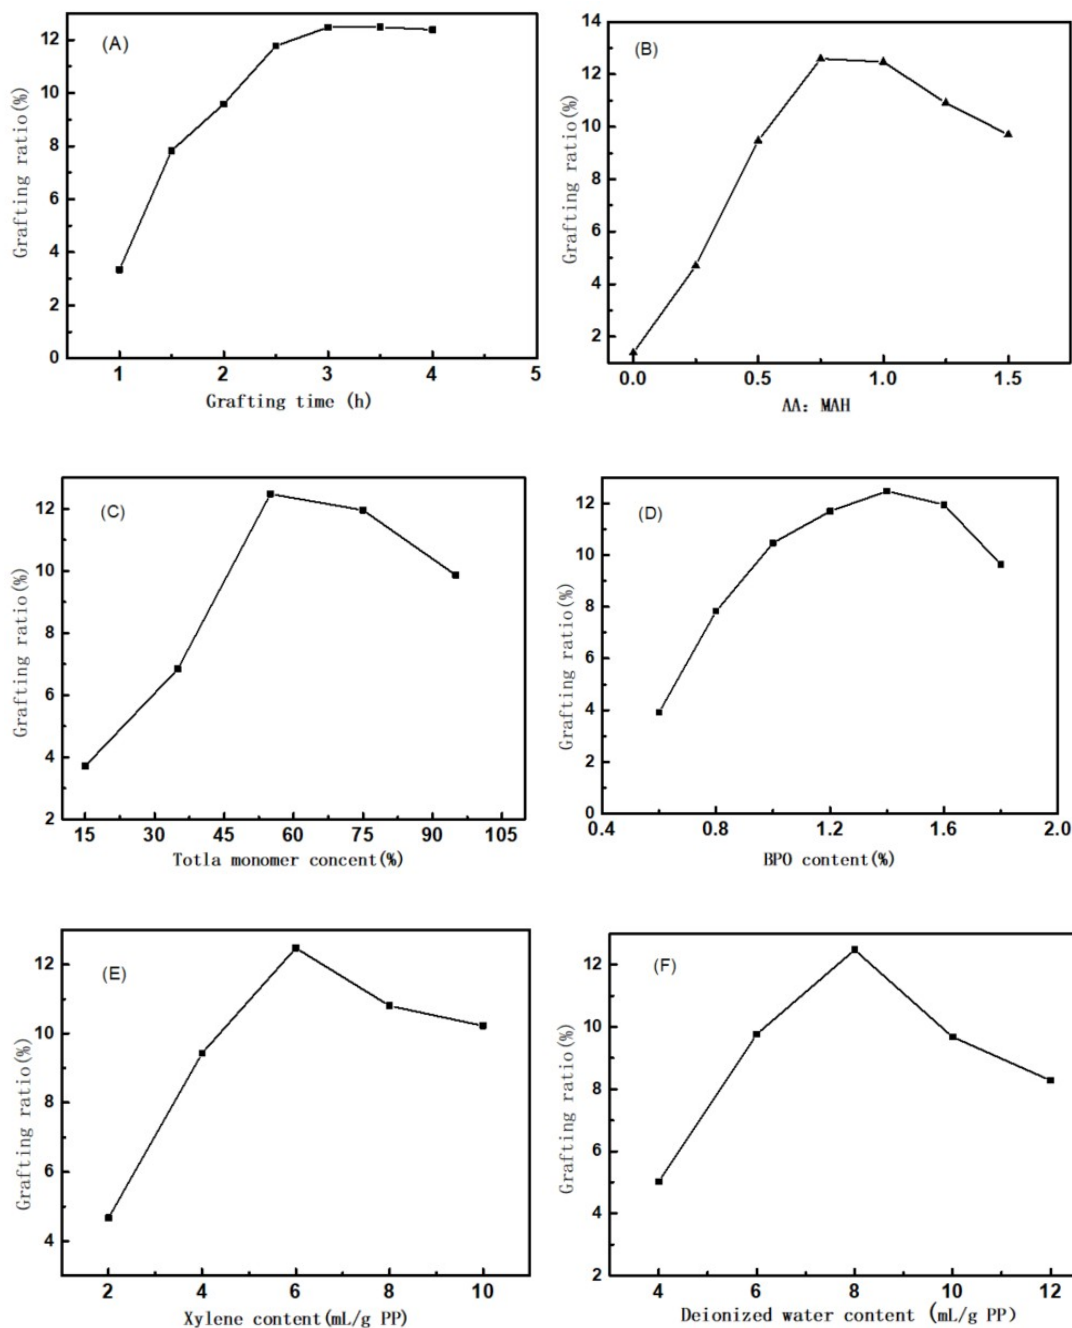 (A)
Grafting ratio(%)
12
10
8
6
4
2
0
1 2 3 4 5
Grafting time (h)
(B)
Grafting ratio(%)
14
12
10
8
6
4
2
0.0 0.5 1.0 1.5
AA: MAH
(C)
Grafting ratio(%)
12
10
8
6
4
2
15 30 45 60 75 90 105
Totla monomer concent(%)
(D)
Grafting ratio(%)
12
10
8
6
4
2
0
0.4 0.8 1.2 1.6 2.0
BPO content(%)
(E)
Grafting ratio(%)
12
10
8
6
4
2 4 6 8 10
Xylene content(mL/g PP)
(F)
Grafting ratio(%)
12
10
8
6
4
2
4 6 8 10 12
Deionized water content (mL/g PP)